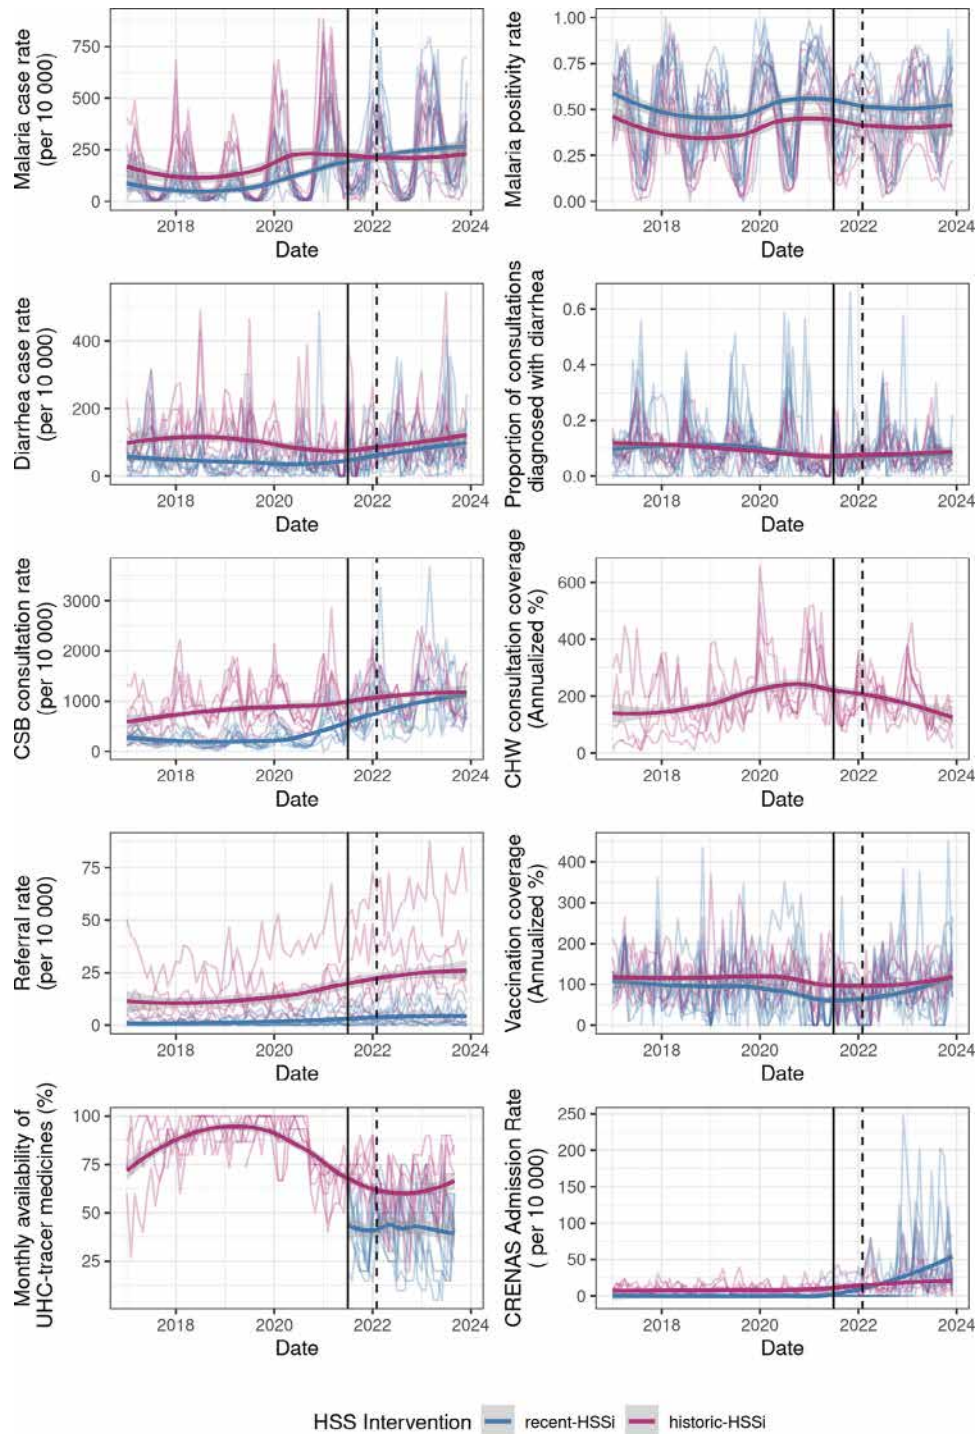 Malaria case rate
(per 10 000)
750
500
250
0
2018 2020 2022 2024
Date
Malaria positivity rate
1.00
0.75
0.50
0.25
0.00
2018 2020 2022 2024
Date
Diarrhea case rate
(per 10 000)
400
200
0
2018 2020 2022 2024
Date
Proportion of consultations
diagnosed with diarrhea
0.6
0.4
0.2
0.0
2018 2020 2022 2024
Date
CSB consultation rate
(per 10 000)
3000
2000
1000
0
2018 2020 2022 2024
Date
CHW consultation coverage
(Annualized %)
600
400
200
0
2018 2020 2022 2024
Date
Referral rate
(per 10 000)
75
50
25
0
2018 2020 2022 2024
Date
Vaccination coverage
(Annualized %)
400
300
200
100
0
2018 2020 2022 2024
Date
Monthly availability of
UHC-tracer medicines (%)
100
75
50
25
2018 2020 2022 2024
Date
CRENAS Admission Rate
( per 10 000)
250
200
150
100
50
0
2018 2020 2022 2024
Date
HSS Intervention recent-HSSi historic-HSSi